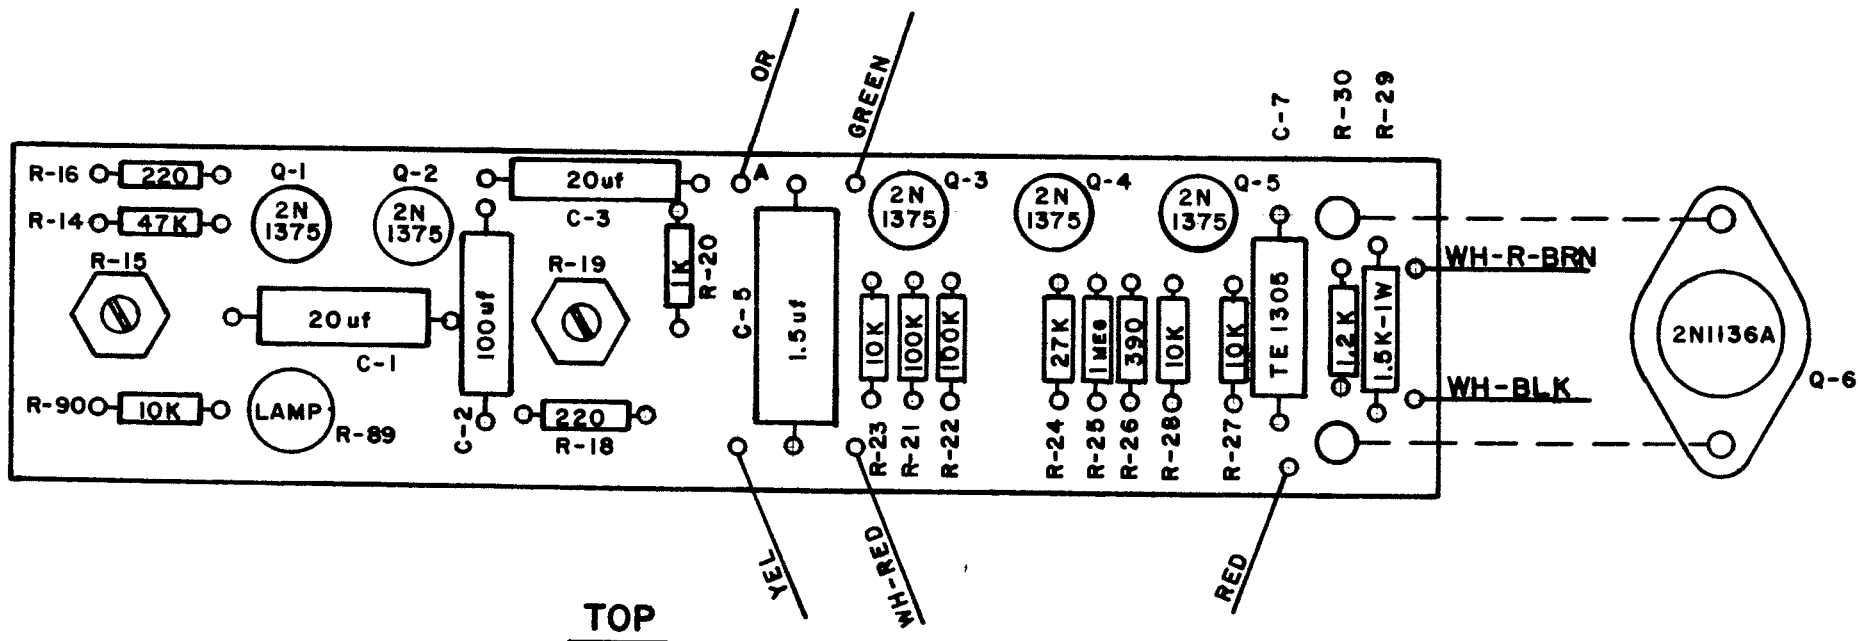 OR
GREEN
C-7
R-30
R-29
R-16
220
Q-1
Q-2
20uf
C-3
A
Q-3
Q-4
Q-5
R-14
47K
2N
1375
2N
1375
2N
1375
2N
1375
2N
1375
R-15
R-19
1K
R-20
WH-R-BRN
20uf
C-1
100uf
C-2
C-5
1.5uf
10K
100K
100K
27K
1MEG
390
10K
10K
TE1305
1.2K
1.5K-1W
2N1136A
Q-6
R-90
10K
LAMP
R-89
220
R-18
WH-BLK
R-23
R-21
R-22
R-24
R-25
R-26
R-28
R-27
YEL
WH-RED
RED
TOP